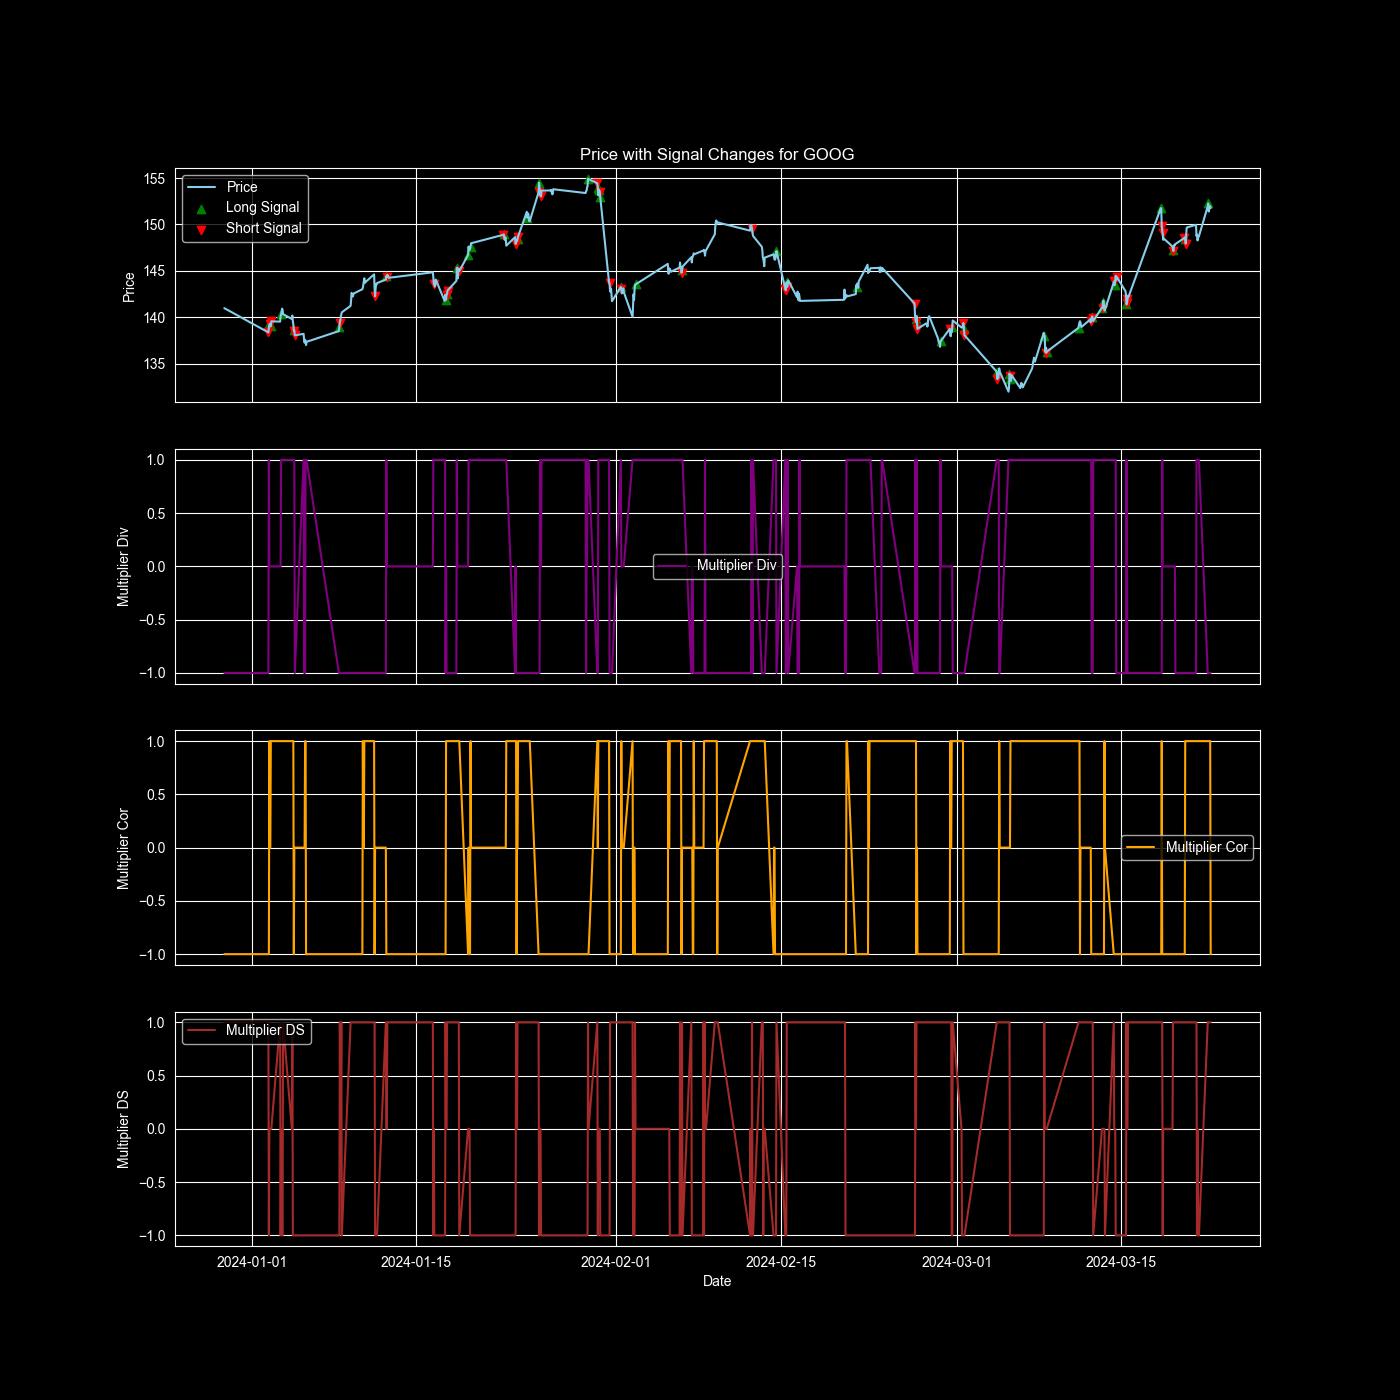 Price with Signal Changes for GOOG
155
150
145
140
135
Price
Price
Long Signal
Short Signal
1.0
0.5
0.0
−0.5
−1.0
Multiplier Div
Multiplier Div
1.0
0.5
0.0
−0.5
−1.0
Multiplier Cor
Multiplier Cor
1.0
0.5
0.0
−0.5
−1.0
Multiplier DS
Multiplier DS
2024-01-01
2024-01-15
2024-02-01
2024-02-15
2024-03-01
2024-03-15
Date